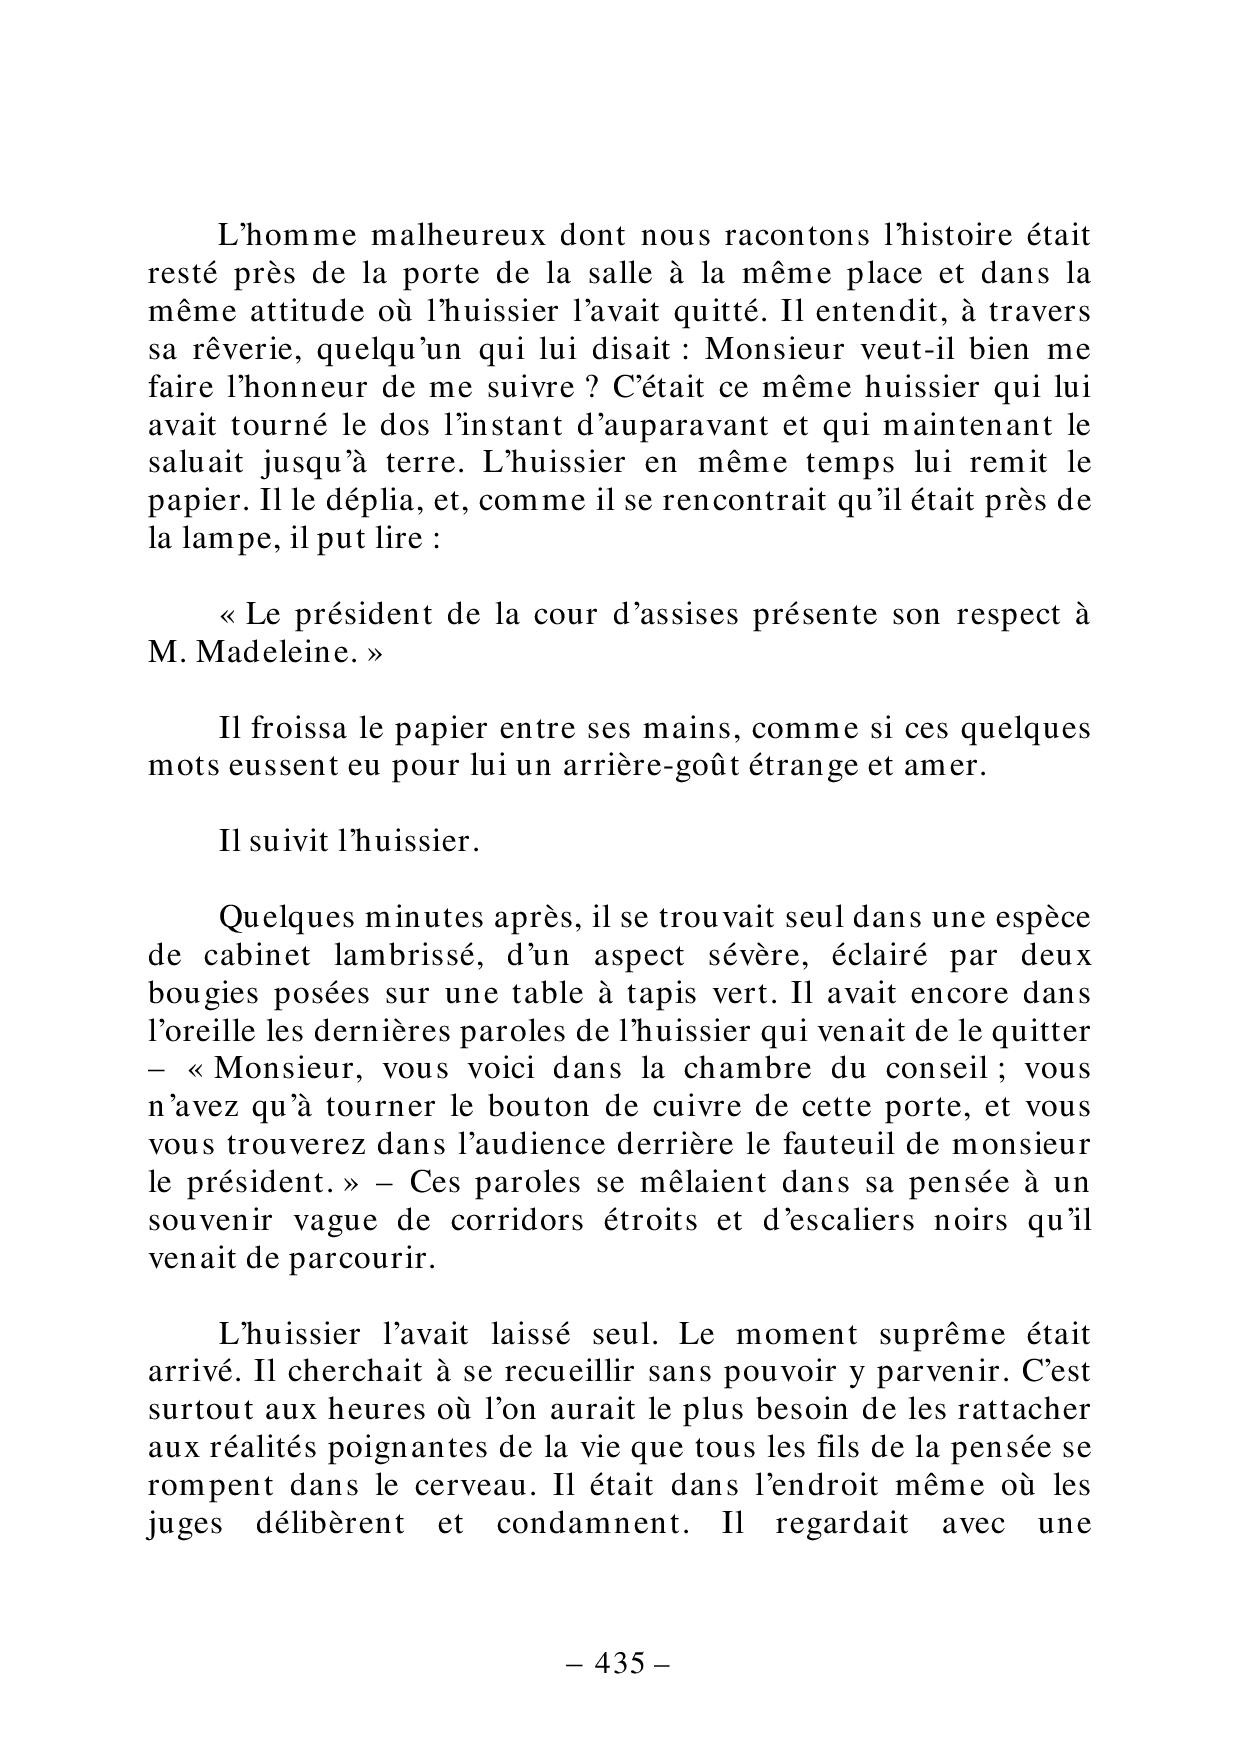 L’homme malheureux dont nous racontons l’histoire était
resté près de la porte de la salle à la même place et dans la
même attitude où l’huissier l’avait quitté. Il entendit, à travers
sa rêverie, quelqu’un qui lui disait : Monsieur veut-il bien me
faire l’honneur de me suivre ? C’était ce même huissier qui lui
avait tourné le dos l’instant d’auparavant et qui maintenant le
saluait jusqu’à terre. L’huissier en même temps lui remit le
papier. Il le déplia, et, comme il se rencontrait qu’il était près de
la lampe, il put lire :
« Le président de la cour d’assises présente son respect à
M. Madeleine. »
Il froissa le papier entre ses mains, comme si ces quelques
mots eussent eu pour lui un arrière-goût étrange et amer.
Il suivit l’huissier.
Quelques minutes après, il se trouvait seul dans une espèce
de cabinet lambrissé, d’un aspect sévère, éclairé par deux
bougies posées sur une table à tapis vert. Il avait encore dans
l’oreille les dernières paroles de l’huissier qui venait de le quitter
– « Monsieur, vous voici dans la chambre du conseil ; vous
n’avez qu’à tourner le bouton de cuivre de cette porte, et vous
vous trouverez dans l’audience derrière le fauteuil de monsieur
le président. » – Ces paroles se mêlaient dans sa pensée à un
souvenir vague de corridors étroits et d’escaliers noirs qu’il
venait de parcourir.
L’huissier l’avait laissé seul. Le moment suprême était
arrivé. Il cherchait à se recueillir sans pouvoir y parvenir. C’est
surtout aux heures où l’on aurait le plus besoin de les rattacher
aux réalités poignantes de la vie que tous les fils de la pensée se
rompent dans le cerveau. Il était dans l’endroit même où les
juges délibèrent et condamnent. Il regardait avec une
– 435 –